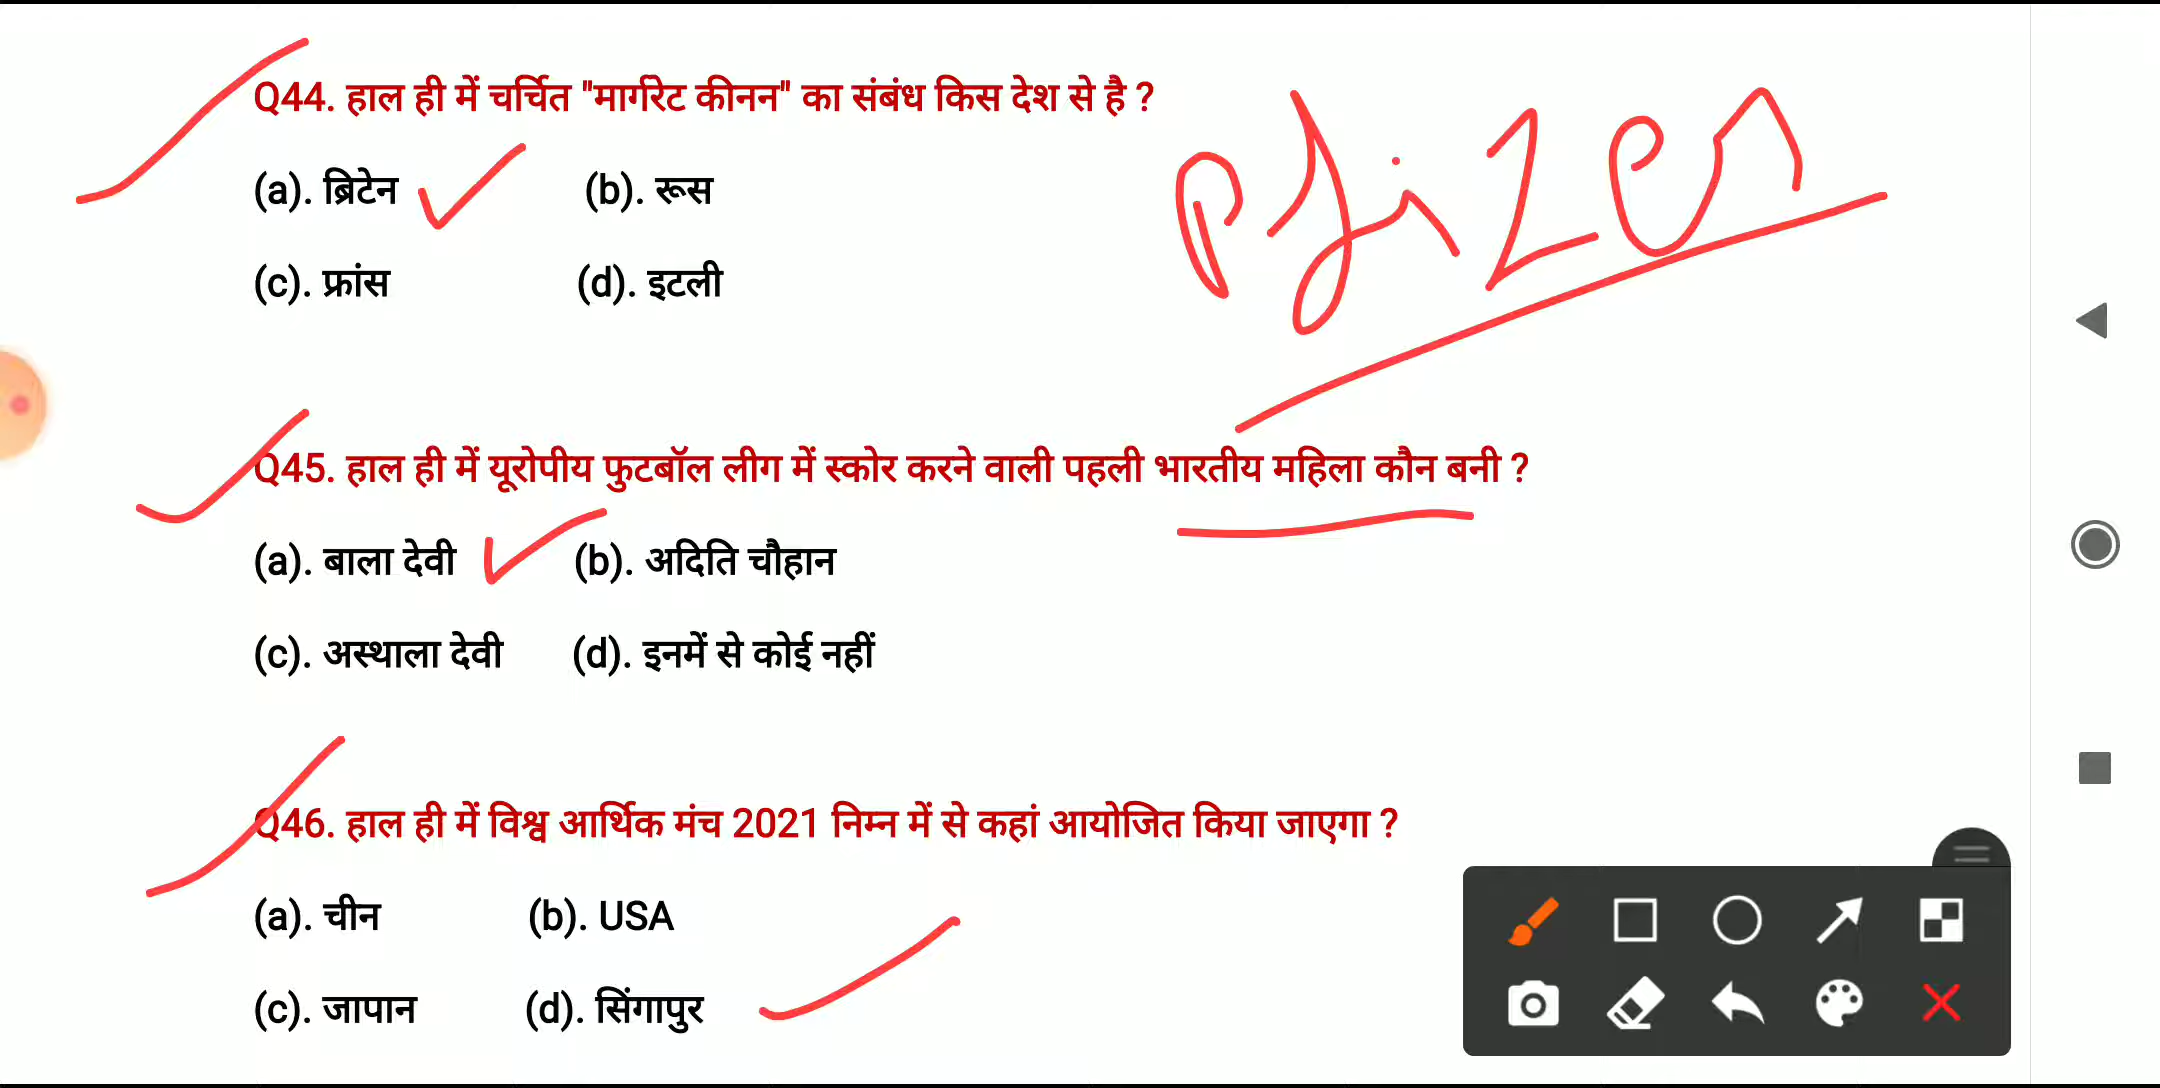 Q44. हाल ही में चर्चित "मार्गरेट कीनन" का संबंध किस देश से है ?
Pfizer
(a). ब्रिटेन (b). रूस
(c). फ्रांस (d). इटली
Q45. हाल ही में यूरोपीय फुटबॉल लीग में स्कोर करने वाली पहली भारतीय महिला कौन बनी ?
(a). बाला देवी (b). अदिति चौहान
(c). अस्थाला देवी (d). इनमें से कोई नहीं
Q46. हाल ही में विश्व आर्थिक मंच 2021 निम्न में से कहां आयोजित किया जाएगा ?
(a). चीन (b). USA
(c). जापान (d). सिंगापुर